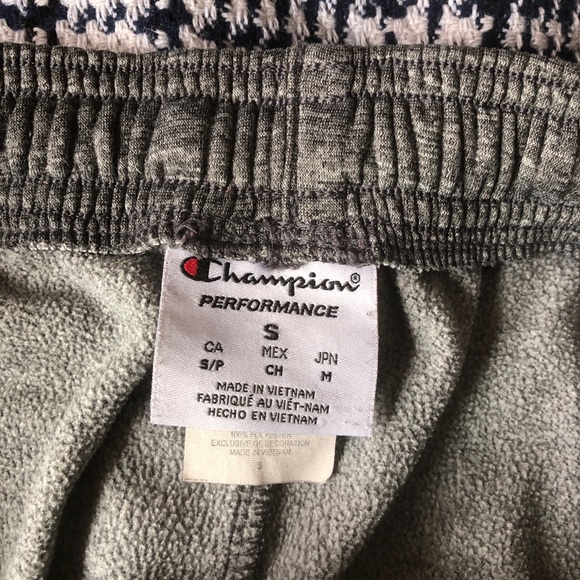 Champion®
PERFORMANCE
S
CA MEX JPN
S/P CH M
MADE IN VIETNAM
FABRIQUÉ AU VIÊT-NAM
HECHO EN VIETNAM
100% POLYESTER
EXCLUSIVE OF DECORATION
MADE IN VIETNAM
S